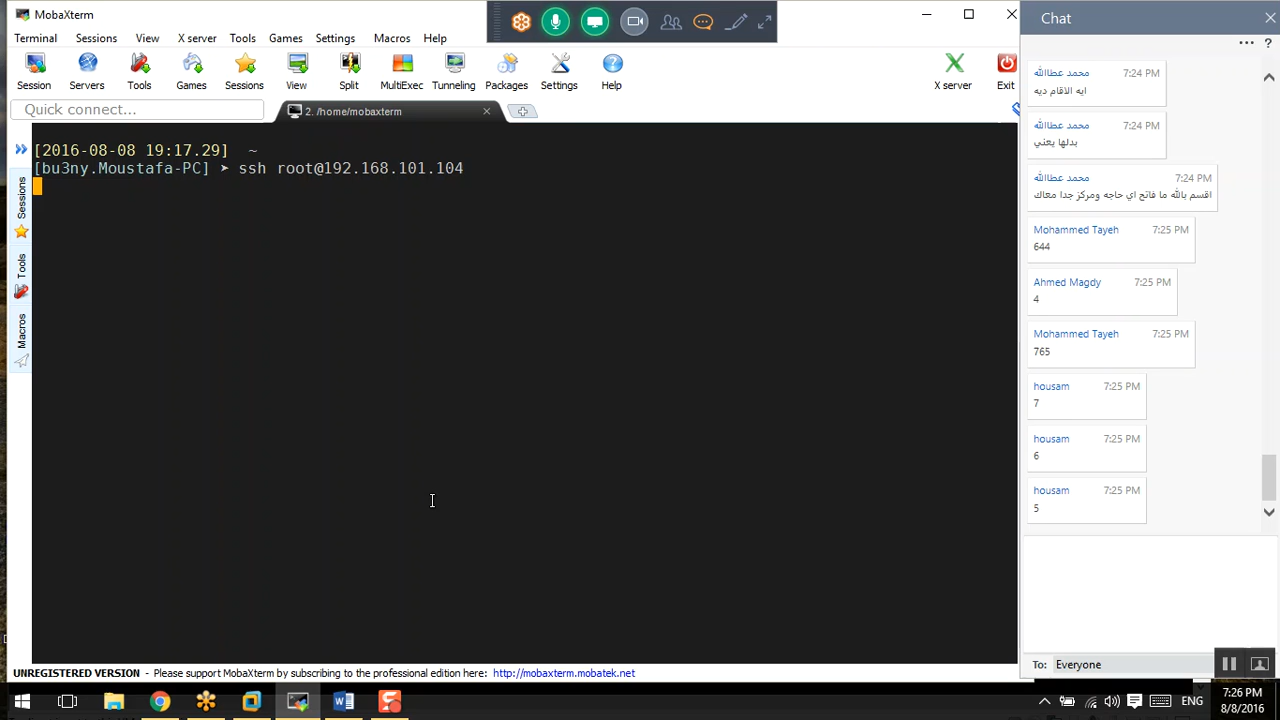 MobaXterm
Terminal Sessions View X server Tools Games Settings Macros Help
Session Servers Tools Games Sessions View Split MultiExec Tunneling Packages Settings Help X server Exit
Quick connect...
2. /home/mobaxterm
[2016-08-08 19:17.29] ~
[bu3ny.Moustafa-PC] ➤ ssh root@192.168.101.104
Sessions
Tools
Macros
UNREGISTERED VERSION - Please support MobaXterm by subscribing to the professional edition here: http://mobaxterm.mobatek.net
Chat
محمد عطاالله 7:24 PM
ايه الاقام ديه
محمد عطاالله 7:24 PM
بدلها يعني
محمد عطاالله 7:24 PM
اقسم بالله ما فاتح اي حاجه ومركز جدا معاك
Mohammed Tayeh 7:25 PM
644
Ahmed Magdy 7:25 PM
4
Mohammed Tayeh 7:25 PM
765
housam 7:25 PM
7
housam 7:25 PM
6
housam 7:25 PM
5
To: Everyone
ENG
7:26 PM
8/8/2016